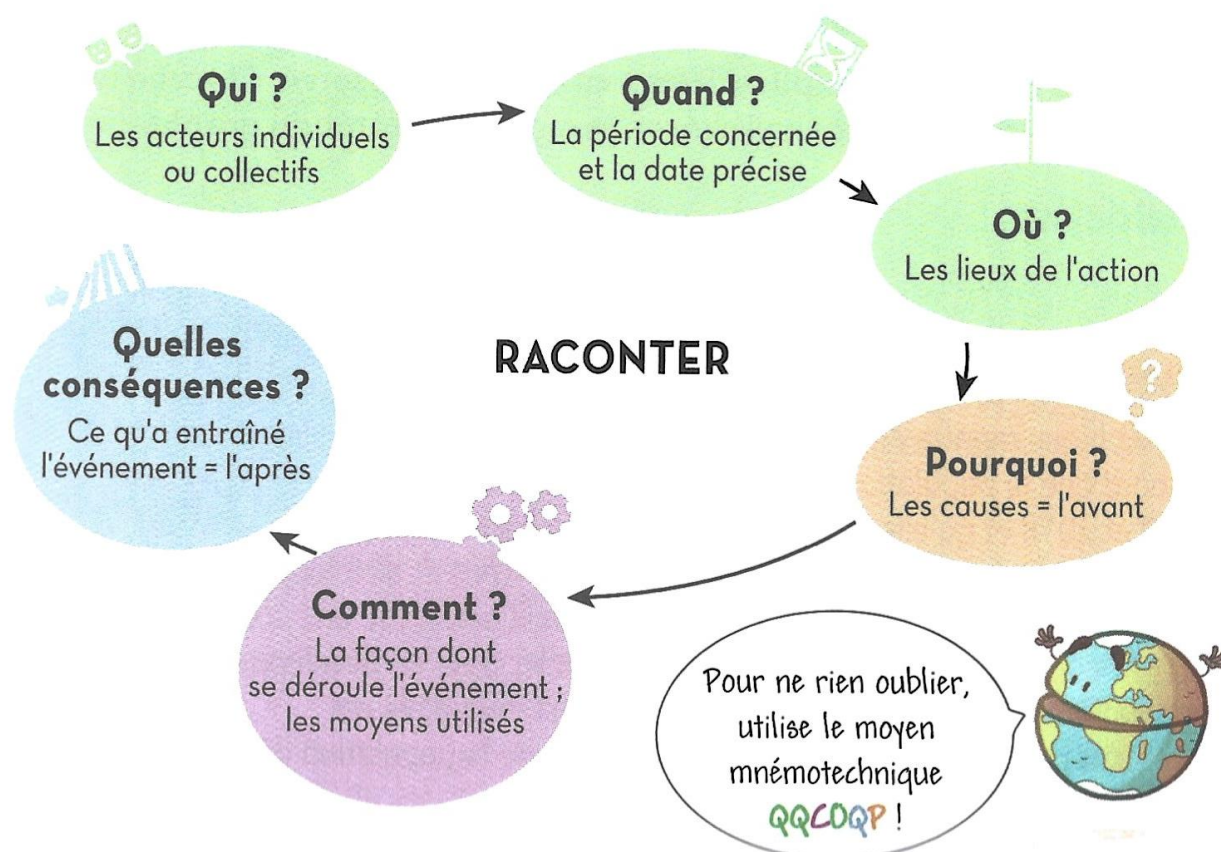 Qui ?
Les acteurs individuels
ou collectifs
Quand ?
La période concernée
et la date précise
Où ?
Les lieux de l'action
RACONTER
Pourquoi ?
Les causes = l'avant
Comment ?
La façon dont
se déroule l'événement ;
les moyens utilisés
Quelles
conséquences ?
Ce qu'a entraîné
l'événement = l'après
Pour ne rien oublier,
utilise le moyen
mnémotechnique
QQCOQP !
?